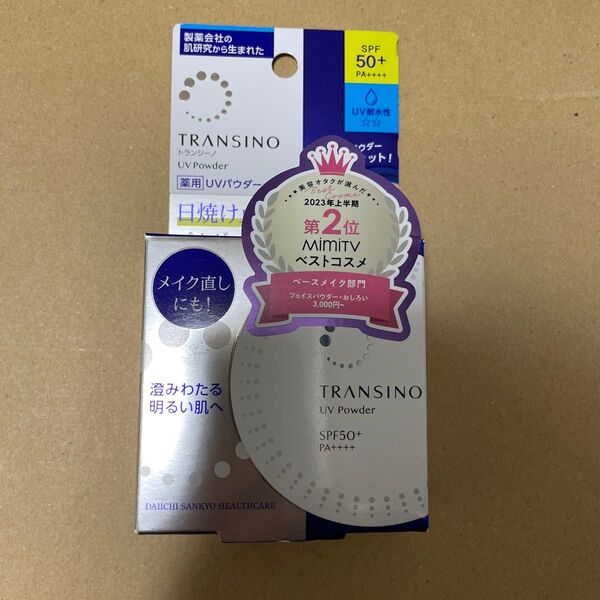 製薬会社の
肌研究から生まれた
SPF
50+
PA++++
UV耐水性
☆☆
TRANSINO
トランシーノ
UV Powder
薬用 UVパウダー
日焼け
美容オタクが選んだ
Best Cosme
2023年上半期
第2位
MimiTV
ベストコスメ
ベースメイク部門
フェイスパウダー・おしろい
3,000円~
メイク直し
にも!
澄みわたる
明るい肌へ
TRANSINO
UV Powder
SPF50+
PA++++
DAIICHI SANKYO HEALTHCARE